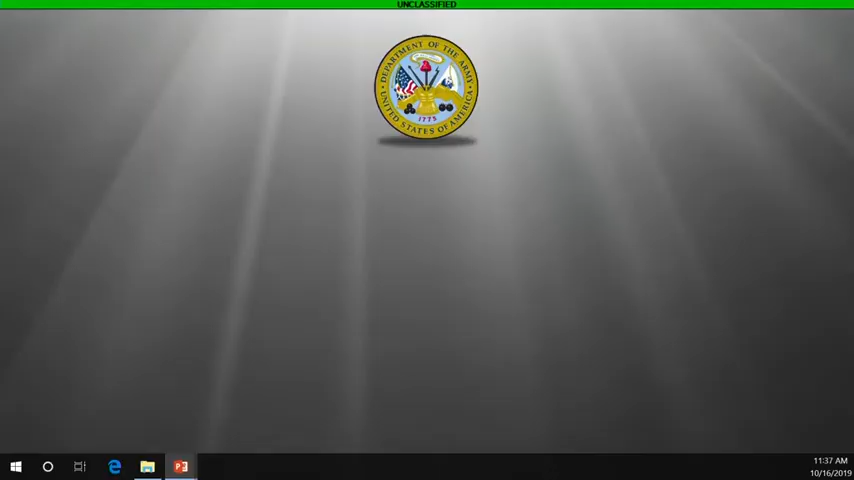 UNCLASSIFIED
DEPARTMENT OF THE ARMY
1775
UNITED STATES OF AMERICA
11:37 AM
10/16/2019